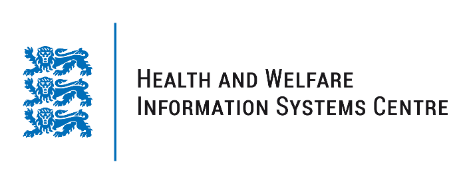 Health and Welfare
Information Systems Centre